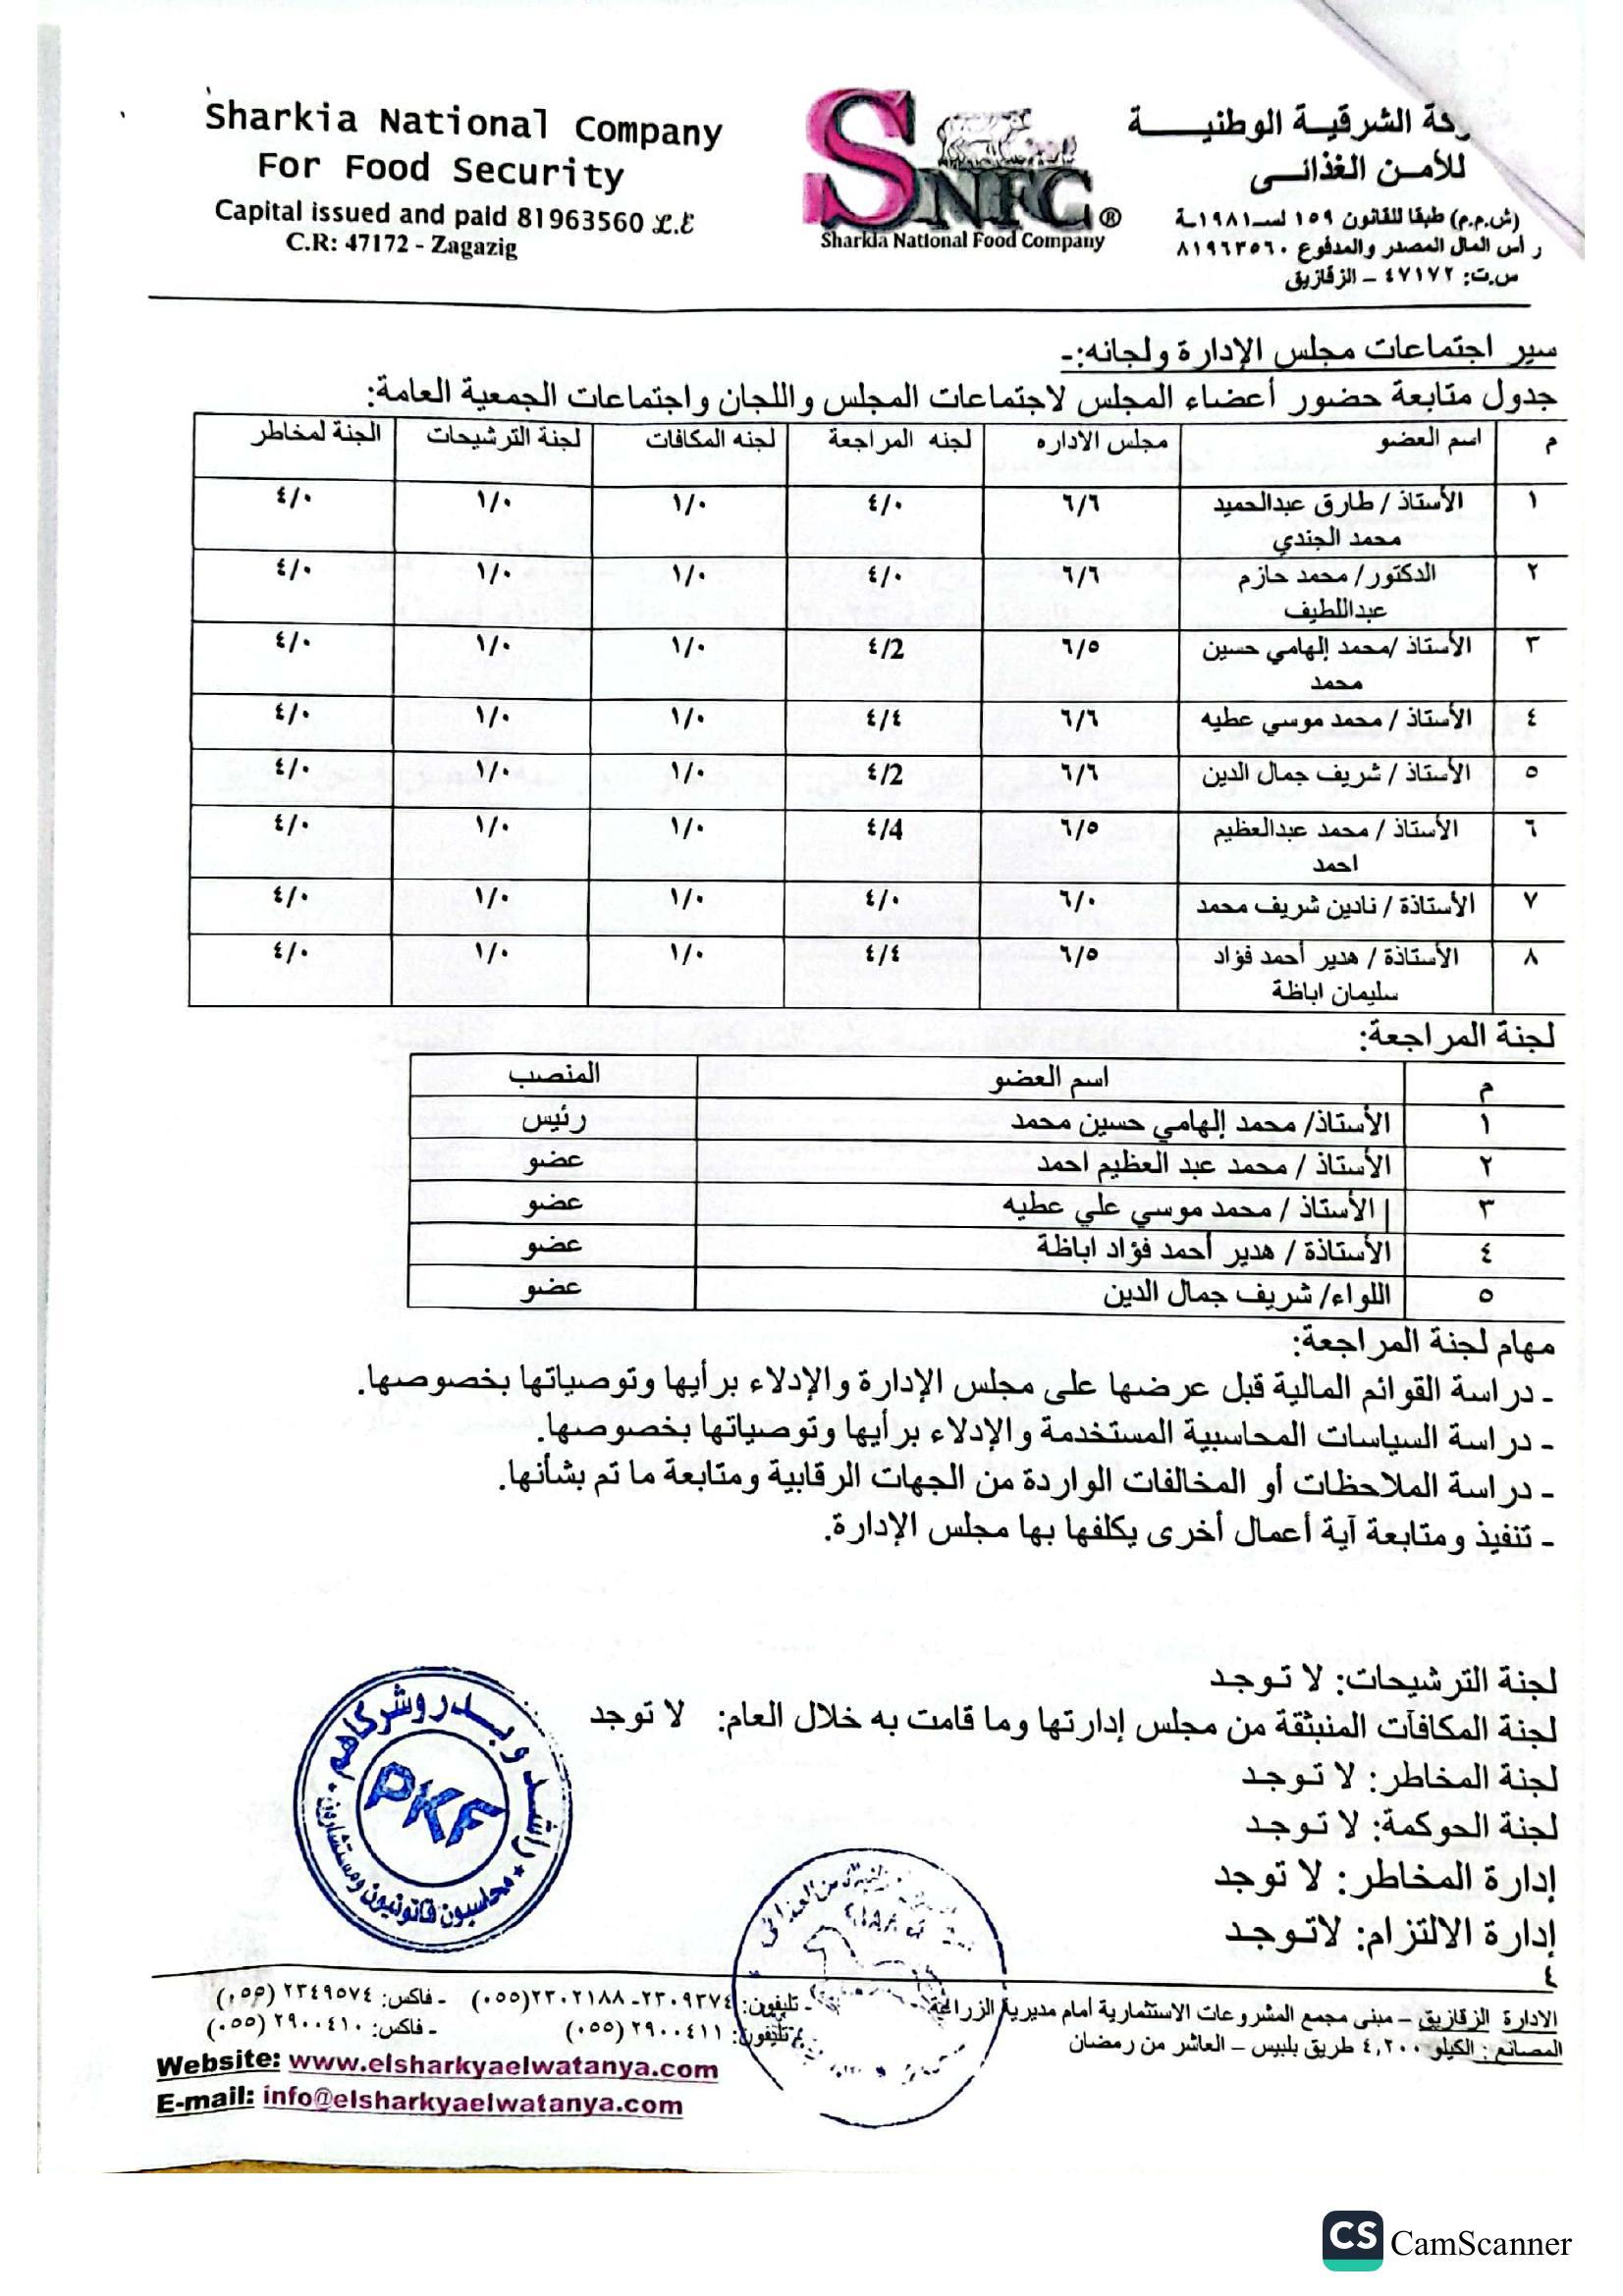 Sharkia National Company
For Food Security
Capital issued and paid 81963560 L.E
C.R: 47172 - Zagazig
SNFC®
Sharkia National Food Company
الشرقية الوطنية
للأمن الغذائى
(ش.م.م) طبقا للقانون ١٥٩ لسـ١٩٨١ـة
رأس المال المصدر والمدفوع ٨١٩٦٣٥٦٠
س.ت: ٤٧١٧٢ – الزقازيق
سير اجتماعات مجلس الإدارة ولجانه:-
جدول متابعة حضور أعضاء المجلس لاجتماعات المجلس واللجان واجتماعات الجمعية العامة:
م اسم العضو مجلس الاداره لجنه المراجعة لجنه المكافات لجنة الترشيحات الجنة لمخاطر
١ الأستاذ / طارق عبدالحميد محمد الجندي ٦/٦ ٤/٠ ١/٠ ١/٠ ٤/٠
٢ الدكتور/ محمد حازم عبداللطيف ٦/٦ ٤/٠ ١/٠ ١/٠ ٤/٠
٣ الأستاذ /محمد إلهامي حسين محمد ٦/٥ ٤/2 ١/٠ ١/٠ ٤/٠
٤ الأستاذ / محمد موسي عطيه ٦/٦ ٤/٤ ١/٠ ١/٠ ٤/٠
٥ الأستاذ / شريف جمال الدين ٦/٦ ٤/2 ١/٠ ١/٠ ٤/٠
٦ الأستاذ / محمد عبدالعظيم احمد ٦/٥ ٤/4 ١/٠ ١/٠ ٤/٠
٧ الأستاذة / نادين شريف محمد ٦/٠ ٤/٠ ١/٠ ١/٠ ٤/٠
٨ الأستاذة / هدير أحمد فؤاد سليمان اباظة ٦/٥ ٤/٤ ١/٠ ١/٠ ٤/٠
لجنة المراجعة:
م اسم العضو المنصب
١ الأستاذ/ محمد إلهامي حسين محمد رئيس
٢ الأستاذ / محمد عبد العظيم احمد عضو
٣ الأستاذ / محمد موسي علي عطيه عضو
٤ الأستاذة / هدير أحمد فؤاد اباظة عضو
٥ اللواء/ شريف جمال الدين عضو
مهام لجنة المراجعة:
- دراسة القوائم المالية قبل عرضها على مجلس الإدارة والإدلاء برأيها وتوصياتها بخصوصها.
- دراسة السياسات المحاسبية المستخدمة والإدلاء برأيها وتوصياتها بخصوصها.
- دراسة الملاحظات أو المخالفات الواردة من الجهات الرقابية ومتابعة ما تم بشأنها.
- تنفيذ ومتابعة آية أعمال أخرى يكلفها بها مجلس الإدارة.
لجنة الترشيحات: لا توجد
لجنة المكافآت المنبثقة من مجلس إدارتها وما قامت به خلال العام: لا توجد
لجنة المخاطر: لا توجد
لجنة الحوكمة: لا توجد
إدارة المخاطر: لا توجد
إدارة الالتزام: لاتوجد
راشد وبدر وشركاهم
PKF
محاسبون قانونيون ومستشارون
٤
الادارة الزقازيق – مبنى مجمع المشروعات الاستثمارية أمام مديرية الزراعة - تليفون: ٢٣٠٩٣٧٤-٢٣٠٢١٨٨(٠٥٥) - فاكس: ٢٣٤٩٥٧٤ (٠٥٥)
المصانع : الكيلو ٤,٢٠٠ طريق بلبيس – العاشر من رمضان تليفون: ٢٩٠٠٤١١ (٠٥٥) - فاكس: ٢٩٠٠٤١٠ (٠٥٥)
Website: www.elsharkyaelwatanya.com
E-mail: info@elsharkyaelwatanya.com
CS CamScanner